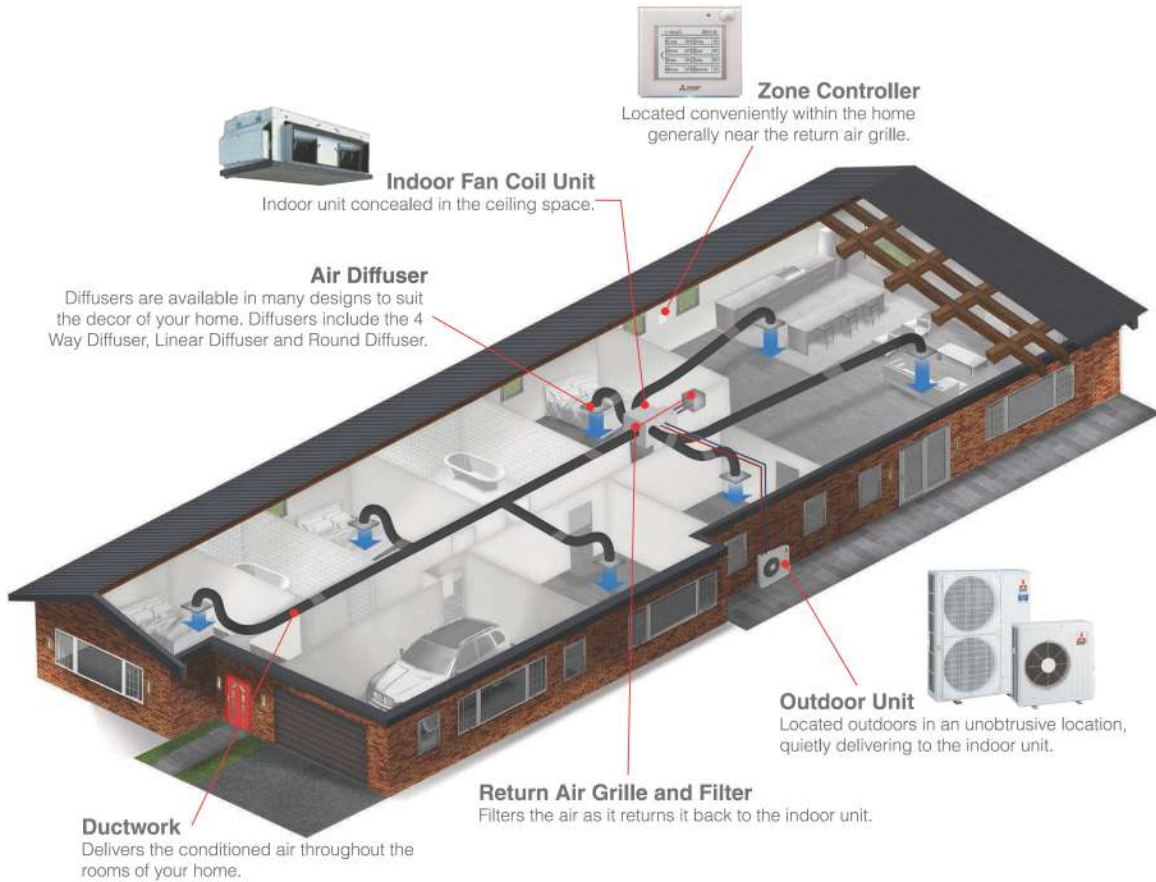 Zone Controller
Located conveniently within the home
generally near the return air grille.
Indoor Fan Coil Unit
Indoor unit concealed in the ceiling space.
Air Diffuser
Diffusers are available in many designs to suit
the decor of your home. Diffusers include the 4
Way Diffuser, Linear Diffuser and Round Diffuser.
Outdoor Unit
Located outdoors in an unobtrusive location,
quietly delivering to the indoor unit.
Return Air Grille and Filter
Filters the air as it returns it back to the indoor unit.
Ductwork
Delivers the conditioned air throughout the
rooms of your home.